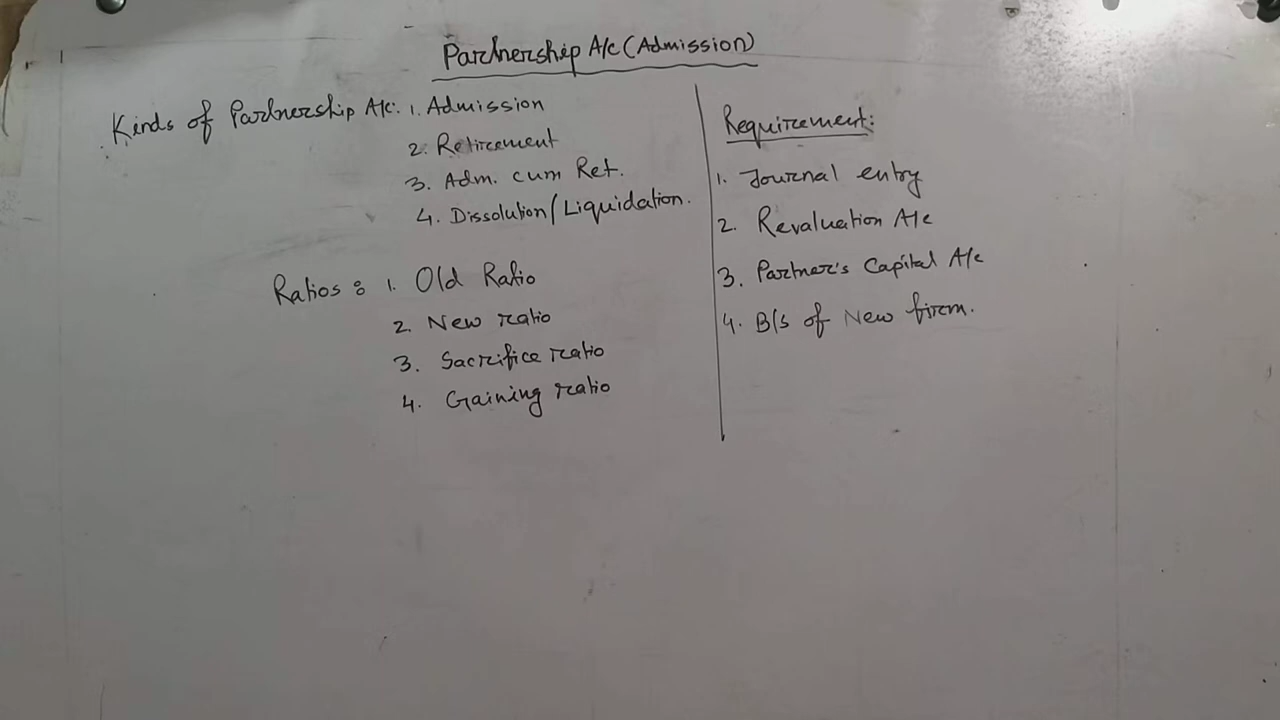 Partnership A/c (Admission)
Kinds of Partnership A/c: 1. Admission
2. Retirement
3. Adm. cum Ret.
4. Dissolution/Liquidation.
Ratios : 1. Old Ratio
2. New ratio
3. Sacrifice ratio
4. Gaining ratio
Requirement:
1. Journal entry
2. Revaluation A/c
3. Partner's Capital A/c
4. B/s of New firm.